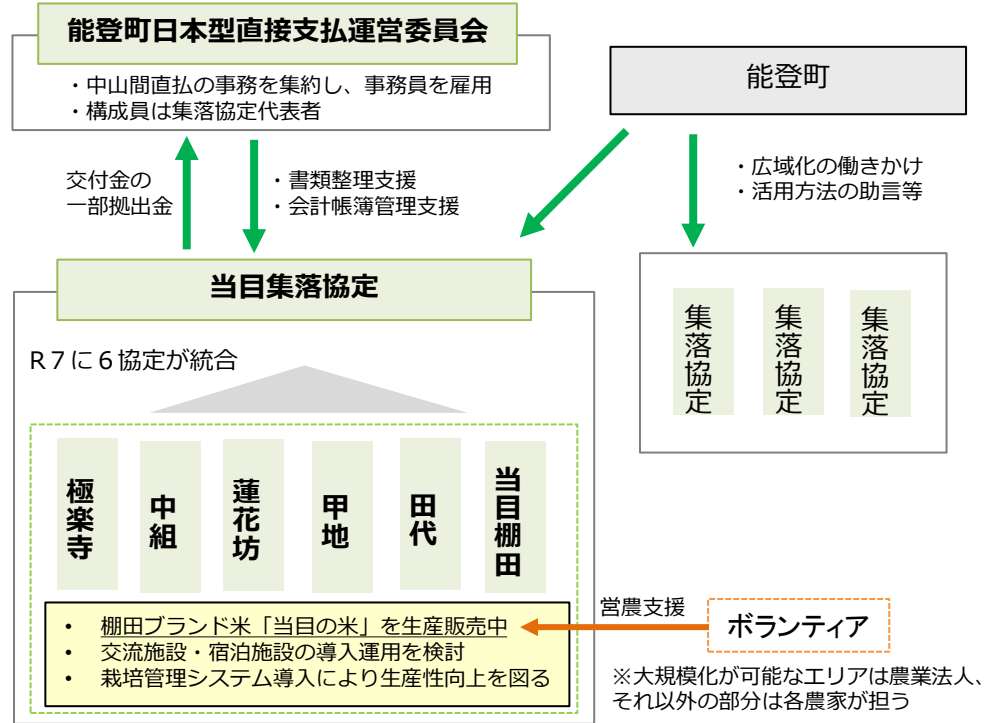 能登町日本型直接支払運営委員会
・中山間直払の事務を集約し、事務員を雇用
・構成員は集落協定代表者
能登町
交付金の
一部拠出金
・書類整理支援
・会計帳簿管理支援
・広域化の働きかけ
・活用方法の助言等
当目集落協定
R7に6協定が統合
極楽寺
中組
蓮花坊
甲地
田代
当目棚田
集落協定
集落協定
集落協定
• 棚田ブランド米「当目の米」を生産販売中
• 交流施設・宿泊施設の導入運用を検討
• 栽培管理システム導入により生産性向上を図る
営農支援
ボランティア
※大規模化が可能なエリアは農業法人、
それ以外の部分は各農家が担う